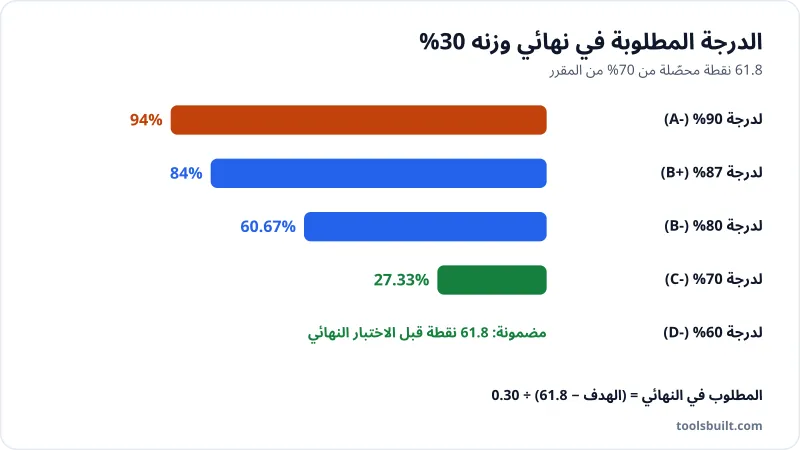 الدرجة المطلوبة في نهائي وزنه 30%
61.8 نقطة محصّلة من 70% من المقرر
لدرجة 90% (A-)
94%
لدرجة 87% (B+)
84%
لدرجة 80% (B-)
60.67%
لدرجة 70% (C-)
27.33%
لدرجة 60% (D-)
مضمونة: 61.8 نقطة قبل الاختبار النهائي
المطلوب في النهائي = (الهدف − 61.8) ÷ 0.30
toolsbuilt.com